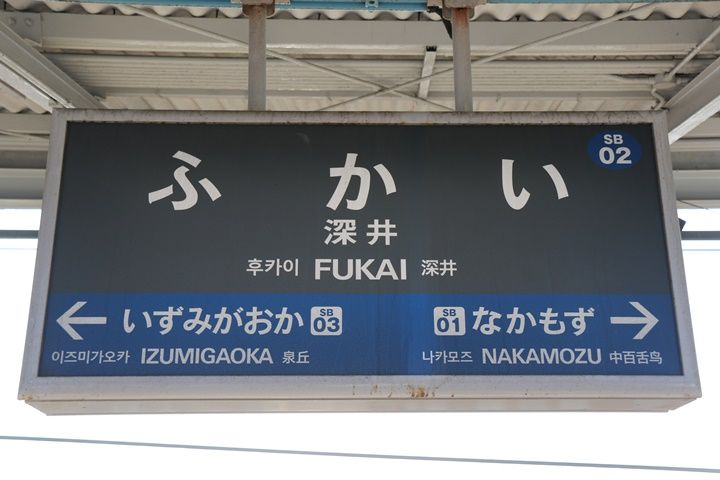 SB
02
ふかい
深井
후카이 FUKAI 深井
← いずみがおか SB 03
SB 01 なかもず →
이즈미가오카 IZUMIGAOKA 泉丘
나카모즈 NAKAMOZU 中百舌鸟